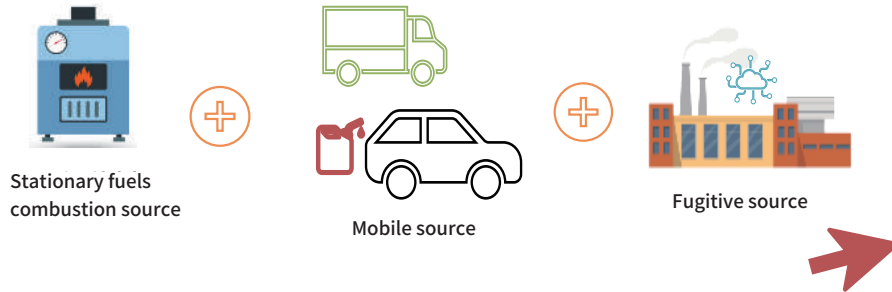 Stationary fuels
combustion source
Mobile source
Fugitive source